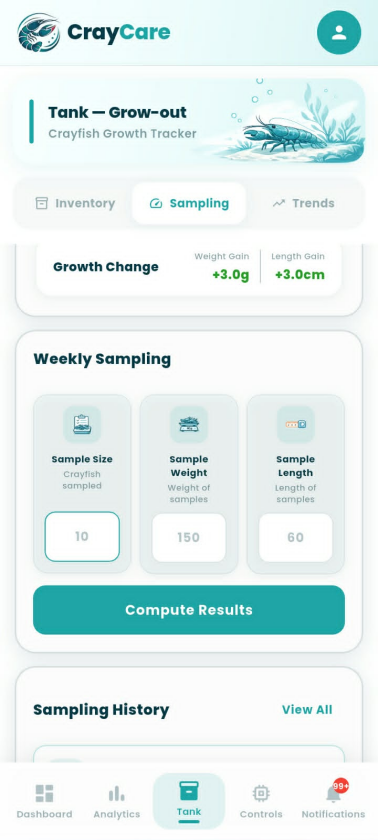 CrayCare
Tank — Grow-out
Crayfish Growth Tracker
Inventory
Sampling
Trends
Growth Change
Weight Gain
+3.0g
Length Gain
+3.0cm
Weekly Sampling
Sample Size
Crayfish
sampled
10
Sample
Weight
Weight of
samples
150
Sample
Length
Length of
samples
60
Compute Results
Sampling History
View All
Dashboard
Analytics
Tank
Controls
99+
Notifications